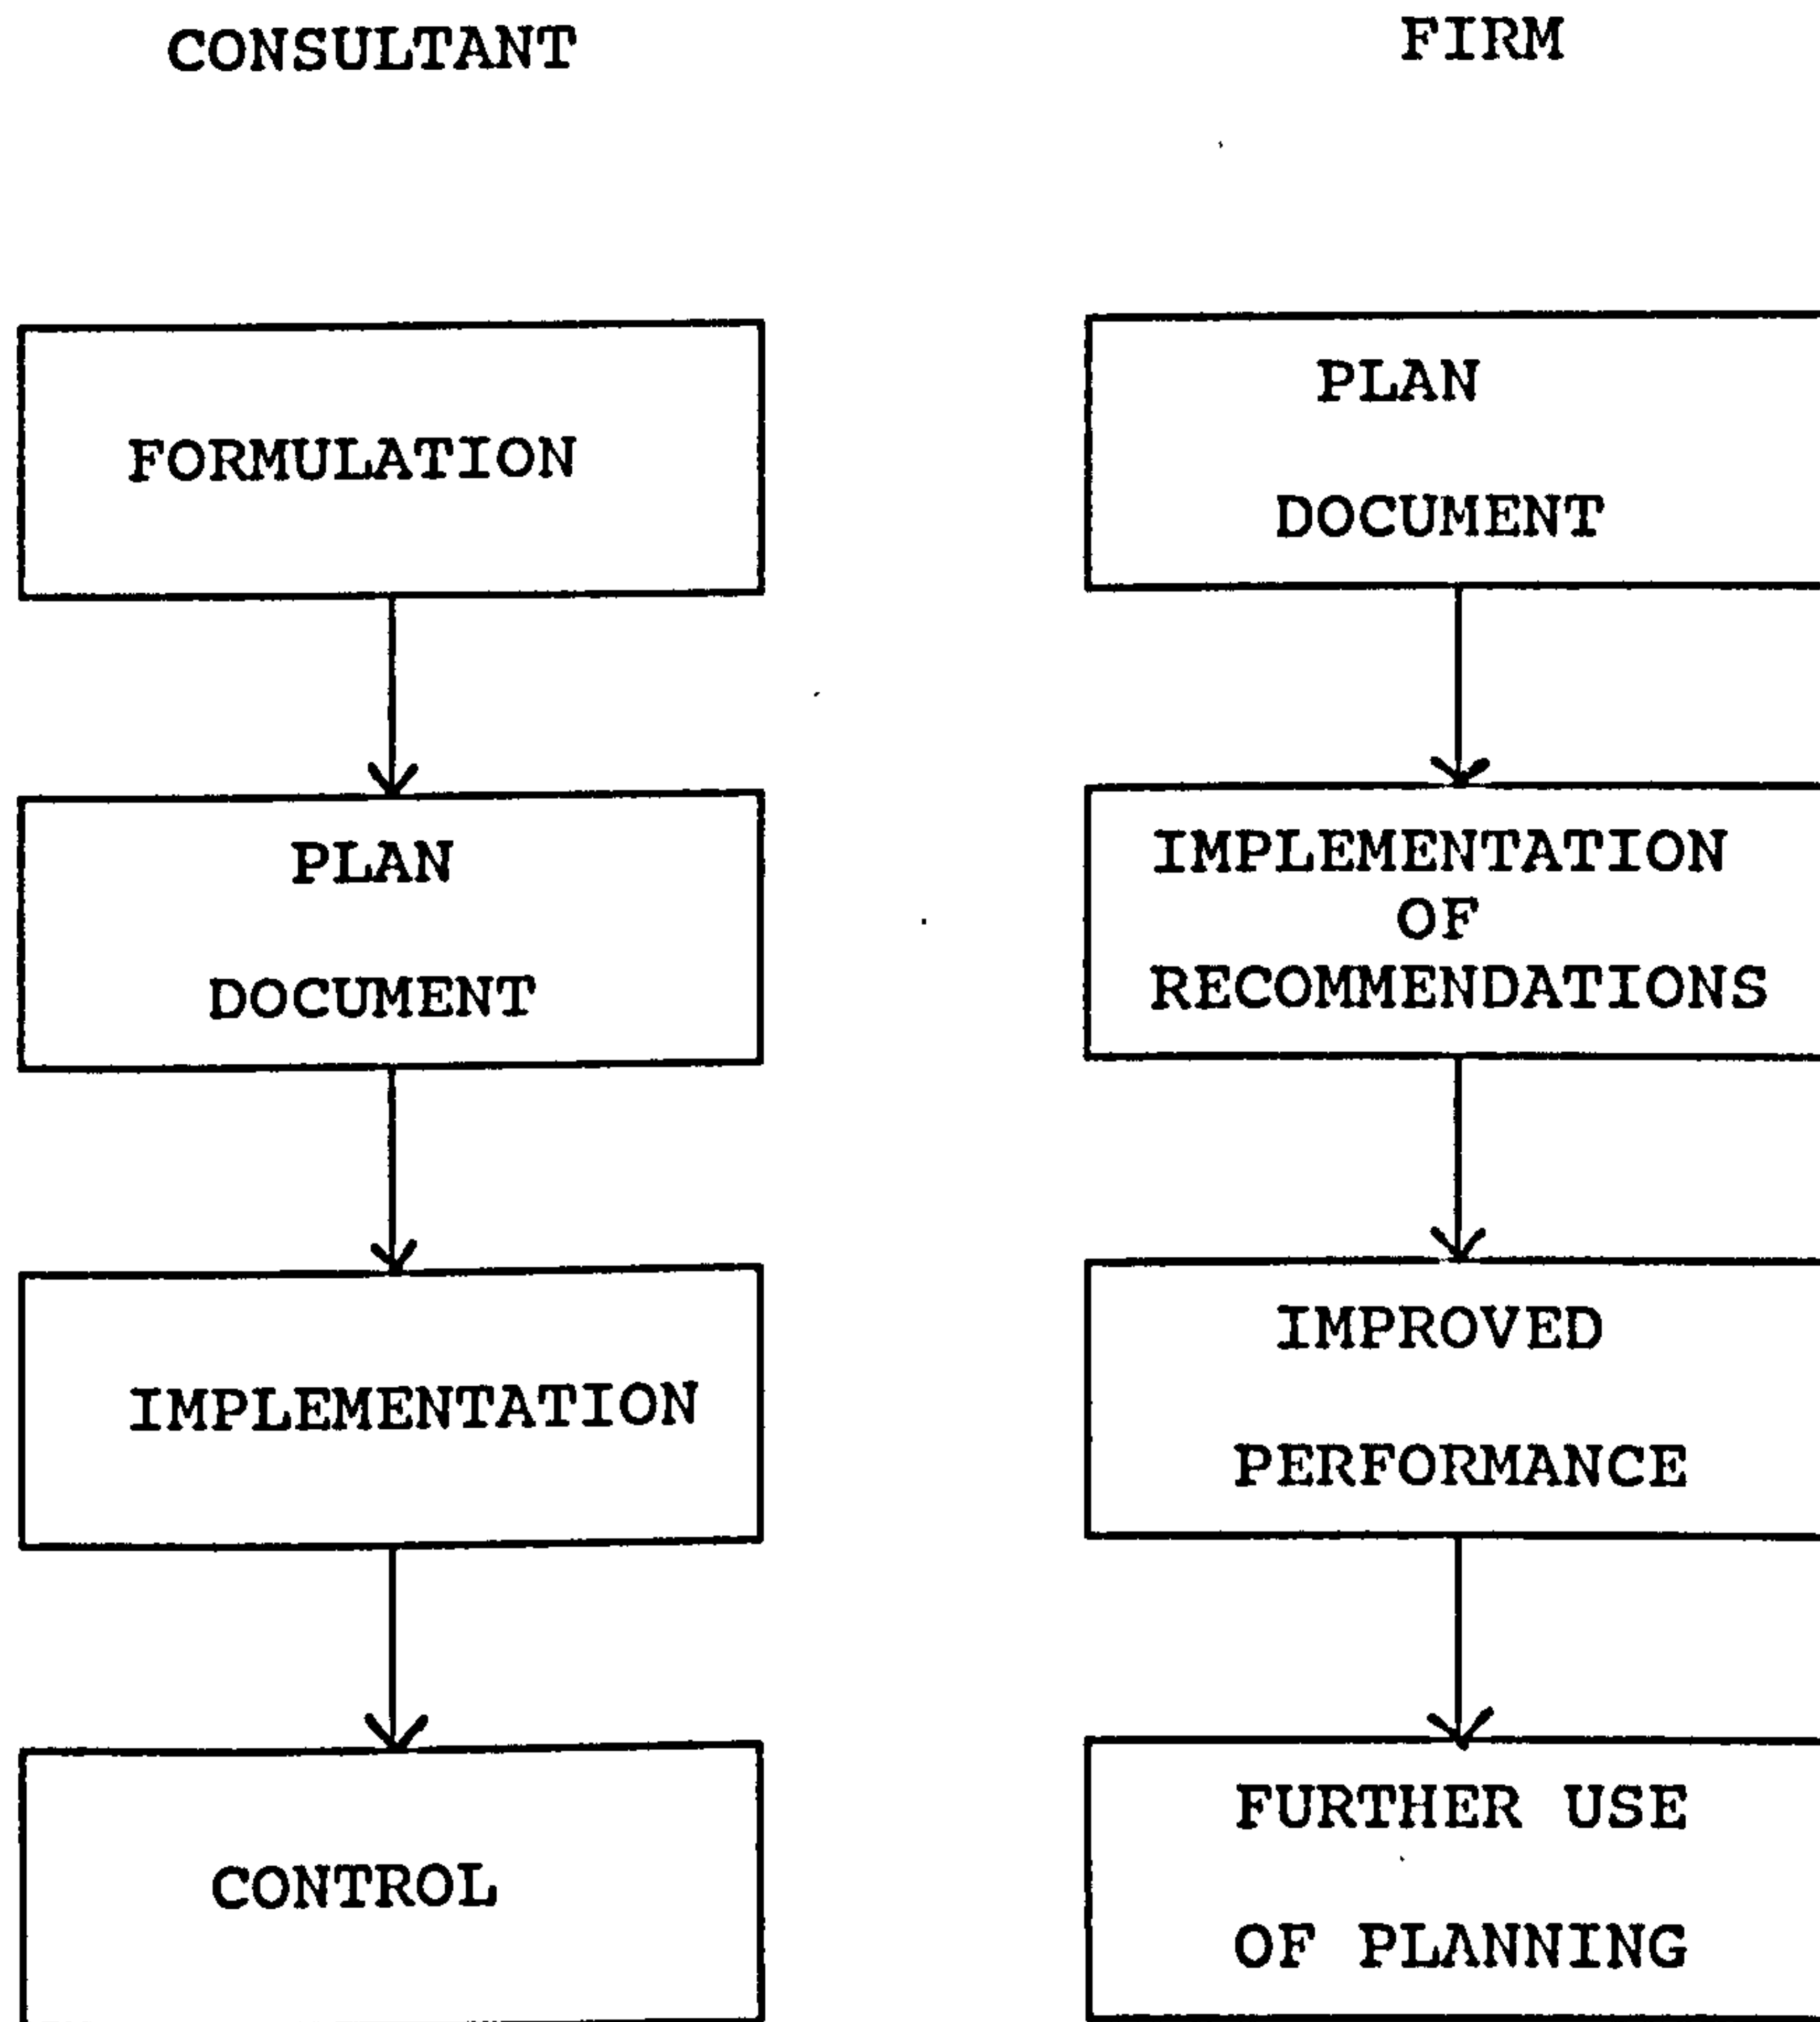 CONSULTANT
FIRM
FORMULATION
PLAN
DOCUMENT
IMPLEMENTATION
CONTROL
PLAN
DOCUMENT
IMPLEMENTATION
OF
RECOMMENDATIONS
IMPROVED
PERFORMANCE
FURTHER USE
OF PLANNING